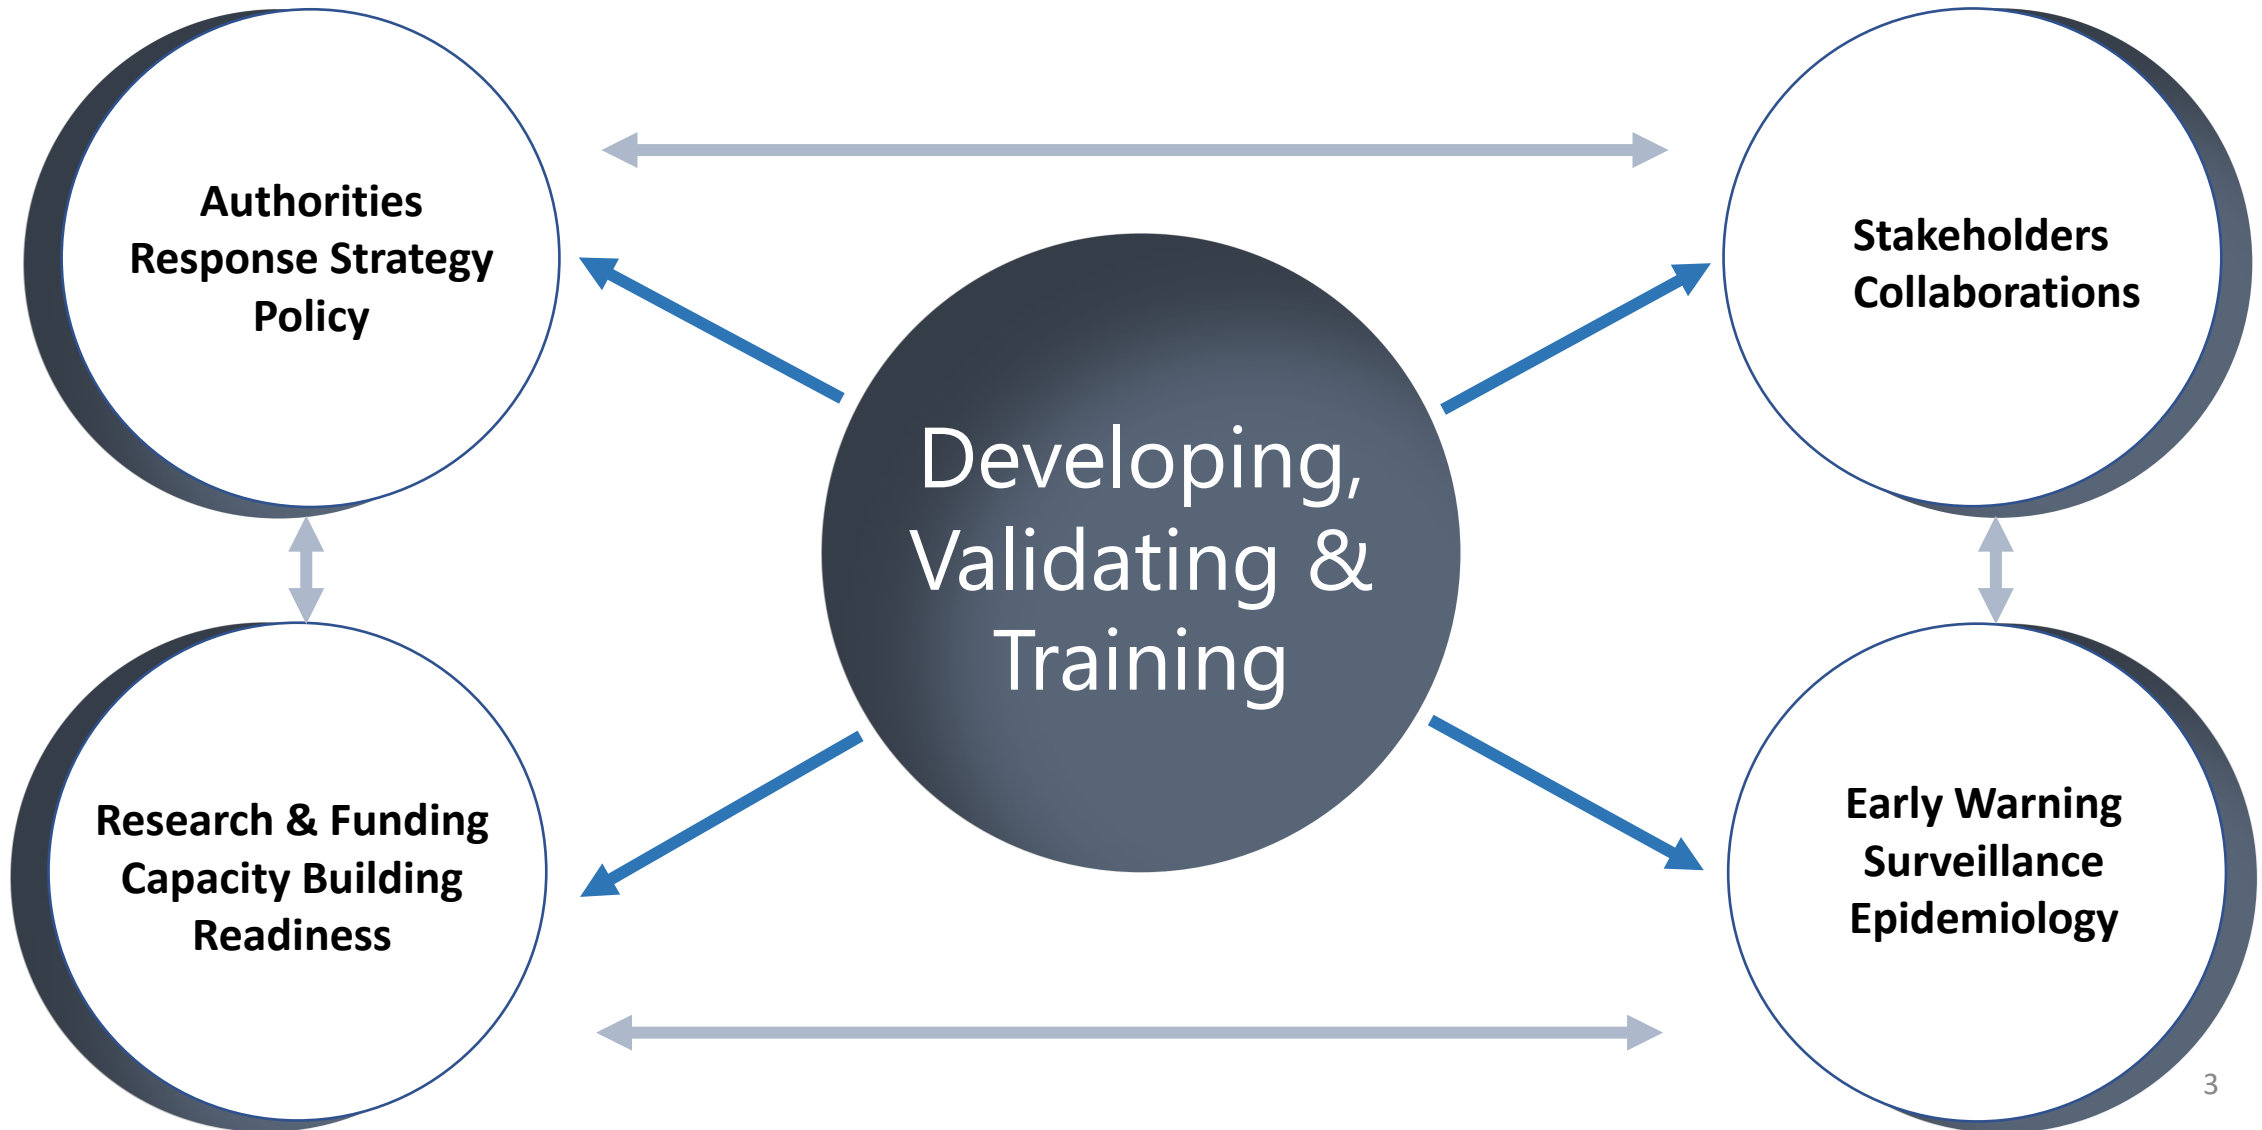 Authorities
Response Strategy
Policy
Stakeholders
Collaborations
Developing,
Validating &
Training
Research & Funding
Capacity Building
Readiness
Early Warning
Surveillance
Epidemiology
3